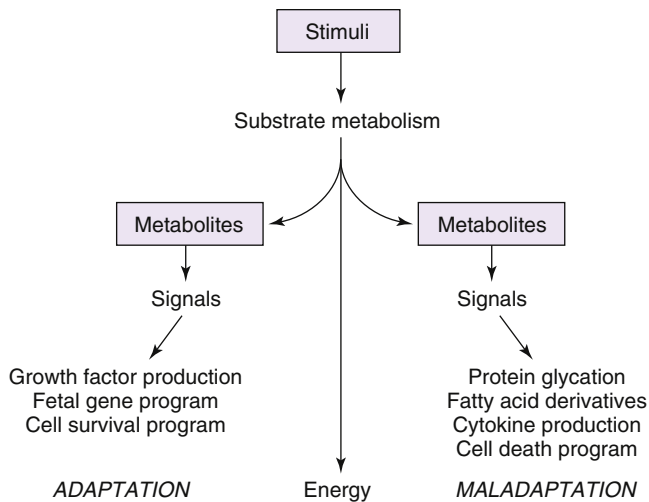 Stimuli
Substrate metabolism
Metabolites
Metabolites
Signals
Signals
Growth factor production
Fetal gene program
Cell survival program
Protein glycation
Fatty acid derivatives
Cytokine production
Cell death program
ADAPTATION
Energy
MALADAPTATION